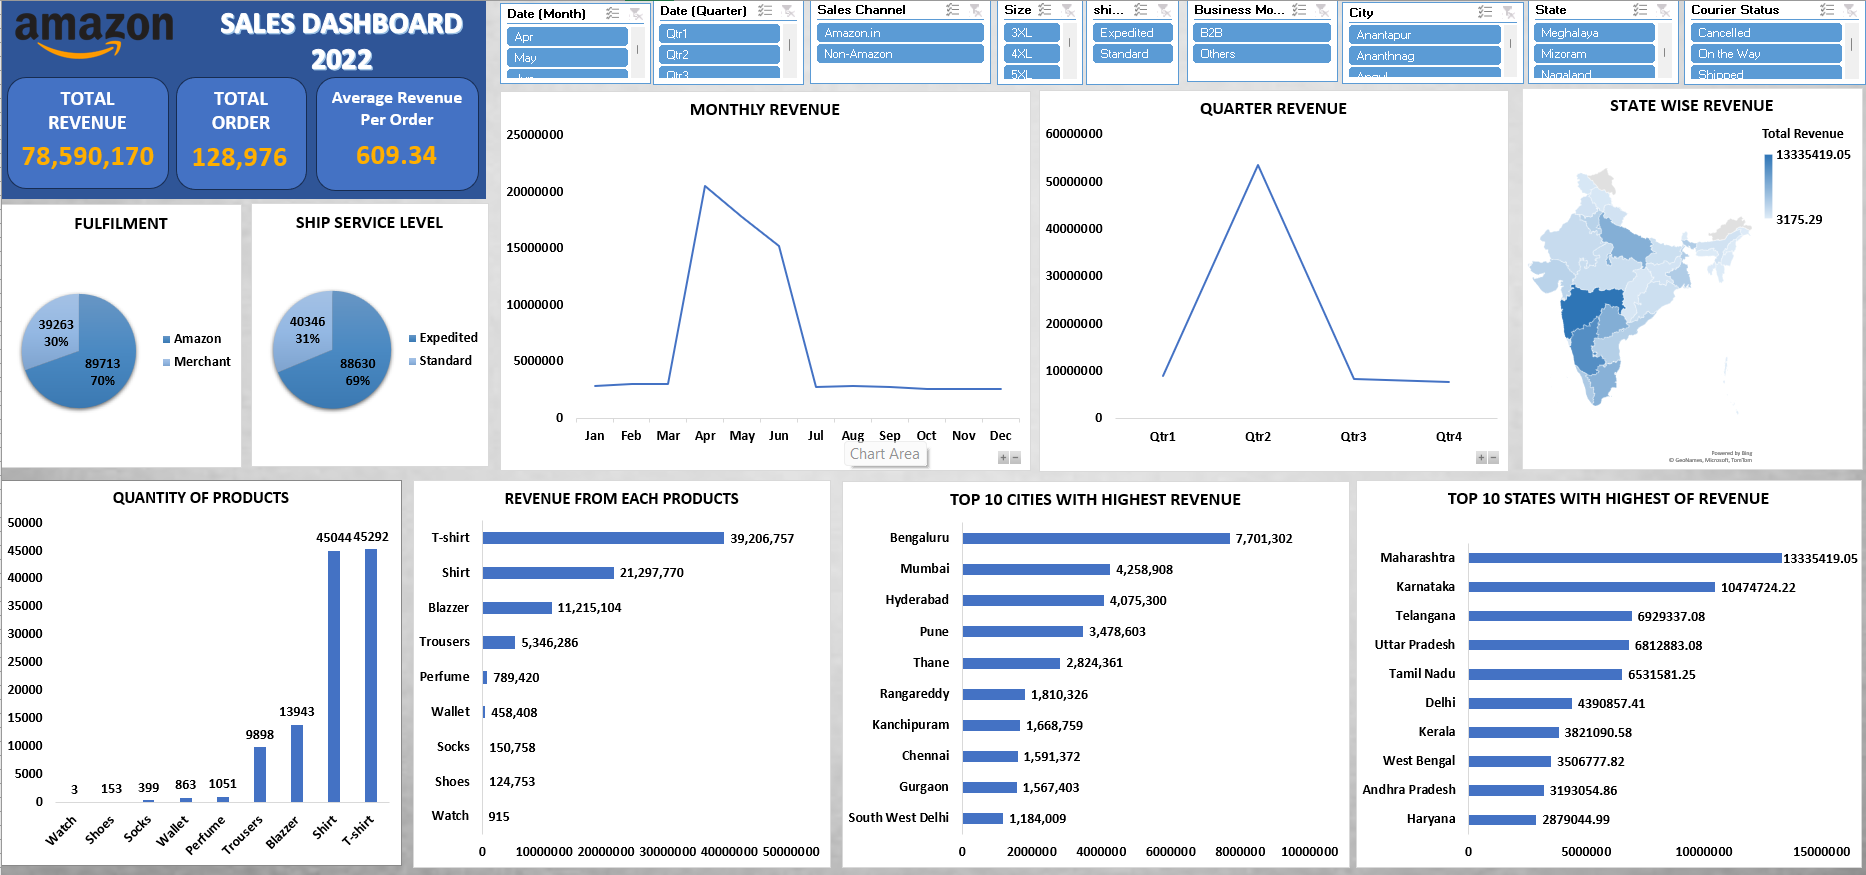 amazon
SALES DASHBOARD
2022
TOTAL
REVENUE
78,590,170
TOTAL
ORDER
128,976
Average Revenue
Per Order
609.34
Date (Month)
Apr
May
Jun
Date (Quarter)
Qtr1
Qtr2
Qtr3
Sales Channel
Amazon.in
Non-Amazon
Size
3XL
4XL
5XL
shi...
Expedited
Standard
Business Mo...
B2B
Others
City
Anantapur
Ananthnag
Angul
State
Meghalaya
Mizoram
Nagaland
Courier Status
Cancelled
On the Way
Shipped
FULFILMENT
39263
30%
89713
70%
Amazon
Merchant
SHIP SERVICE LEVEL
40346
31%
88630
69%
Expedited
Standard
MONTHLY REVENUE
25000000
20000000
15000000
10000000
5000000
0
Jan Feb Mar Apr May Jun Jul Aug Sep Oct Nov Dec
Chart Area
QUARTER REVENUE
60000000
50000000
40000000
30000000
20000000
10000000
0
Qtr1 Qtr2 Qtr3 Qtr4
STATE WISE REVENUE
Total Revenue
13335419.05
3175.29
Powered by Bing
© GeoNames, Microsoft, TomTom
QUANTITY OF PRODUCTS
50000
45000
40000
35000
30000
25000
20000
15000
10000
5000
0
3 153 399 863 1051 9898 13943 45044 45292
Watch Shoes Socks Wallet Perfume Trousers Blazzer Shirt T-shirt
REVENUE FROM EACH PRODUCTS
T-shirt 39,206,757
Shirt 21,297,770
Blazzer 11,215,104
Trousers 5,346,286
Perfume 789,420
Wallet 458,408
Socks 150,758
Shoes 124,753
Watch 915
0 10000000 20000000 30000000 40000000 50000000
TOP 10 CITIES WITH HIGHEST REVENUE
Bengaluru 7,701,302
Mumbai 4,258,908
Hyderabad 4,075,300
Pune 3,478,603
Thane 2,824,361
Rangareddy 1,810,326
Kanchipuram 1,668,759
Chennai 1,591,372
Gurgaon 1,567,403
South West Delhi 1,184,009
0 2000000 4000000 6000000 8000000 10000000
TOP 10 STATES WITH HIGHEST OF REVENUE
Maharashtra 13335419.05
Karnataka 10474724.22
Telangana 6929337.08
Uttar Pradesh 6812883.08
Tamil Nadu 6531581.25
Delhi 4390857.41
Kerala 3821090.58
West Bengal 3506777.82
Andhra Pradesh 3193054.86
Haryana 2879044.99
0 5000000 10000000 15000000